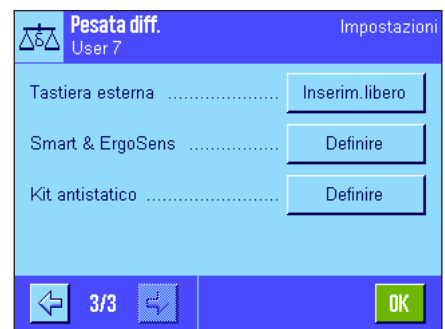 Pesata diff. Impostazioni
User 7
Tastiera esterna .................... Inserim.libero
Smart & ErgoSens ................ Definire
Kit antistatico ........................ Definire
3/3 OK